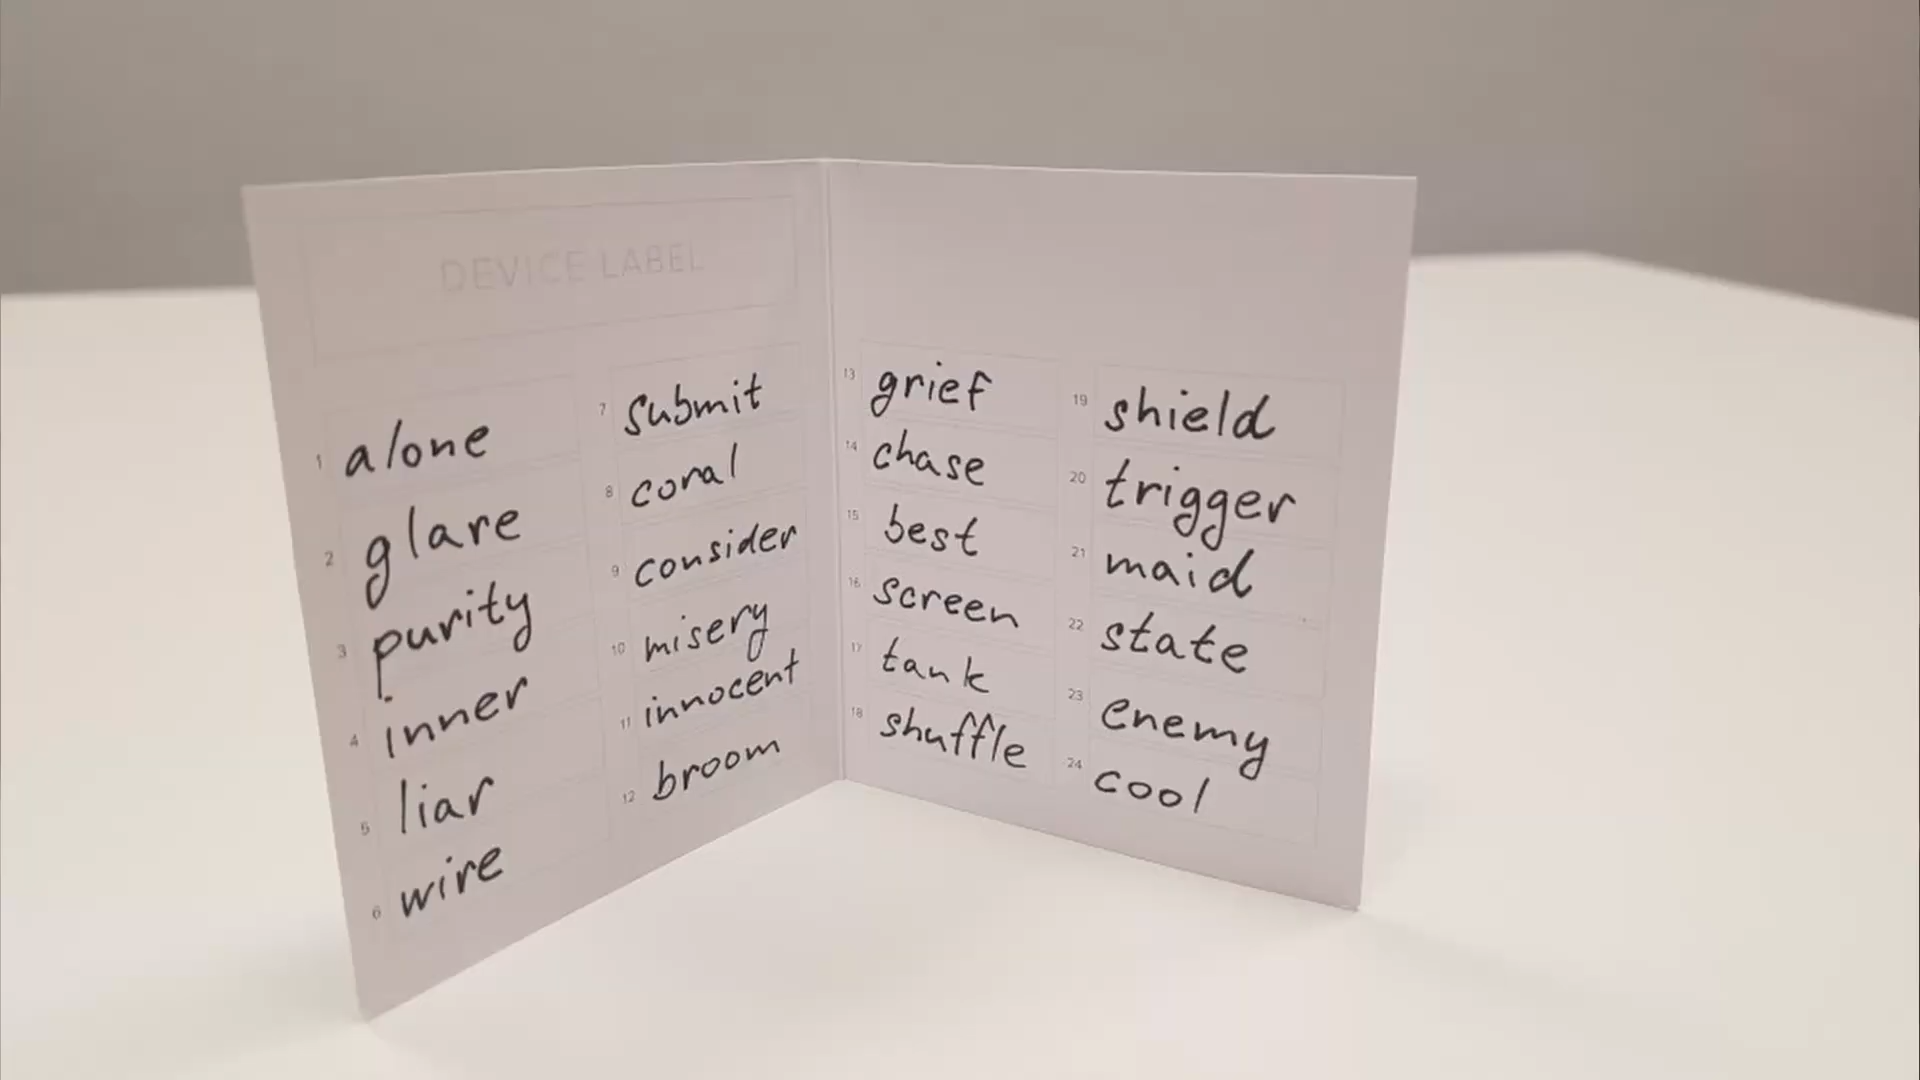 DEVICE LABEL
1 alone
2 glare
3 purity
4 inner
5 liar
6 wire
7 submit
8 coral
9 consider
10 misery
11 innocent
12 broom
13 grief
14 chase
15 best
16 screen
17 tank
18 shuffle
19 shield
20 trigger
21 maid
22 state
23 enemy
24 cool